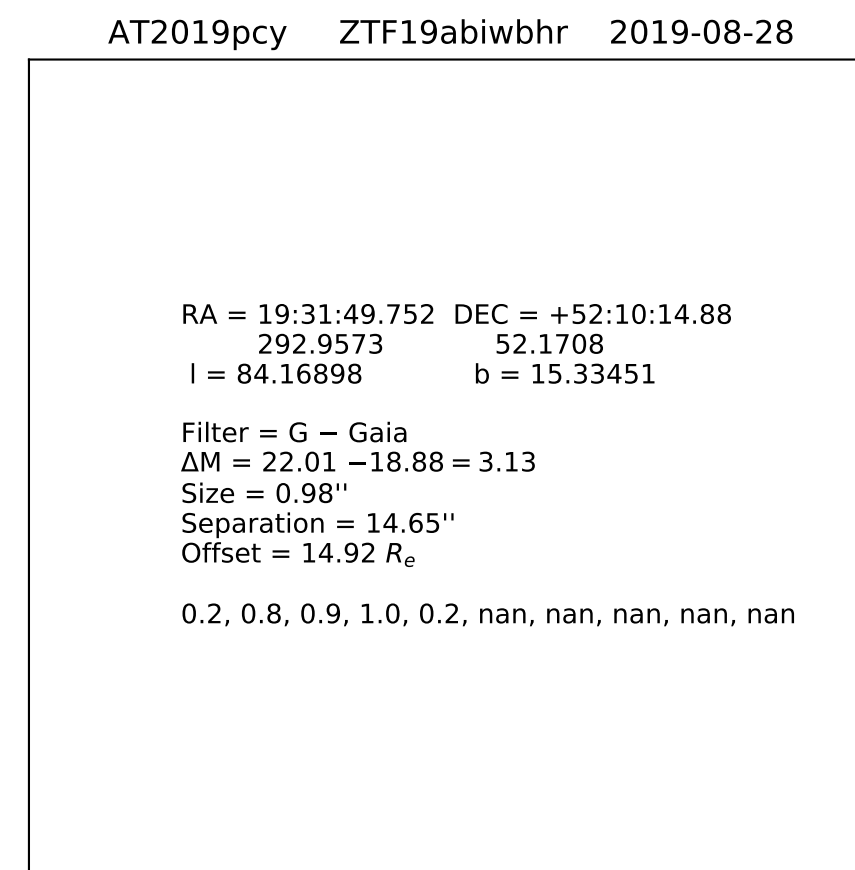 AT2019pcy ZTF19abiwbhr 2019-08-28
RA = 19:31:49.752 DEC = +52:10:14.88
292.9573 52.1708
l = 84.16898 b = 15.33451
Filter = G − Gaia
ΔM = 22.01 −18.88 = 3.13
Size = 0.98''
Separation = 14.65''
Offset = 14.92 Rₑ
0.2, 0.8, 0.9, 1.0, 0.2, nan, nan, nan, nan, nan